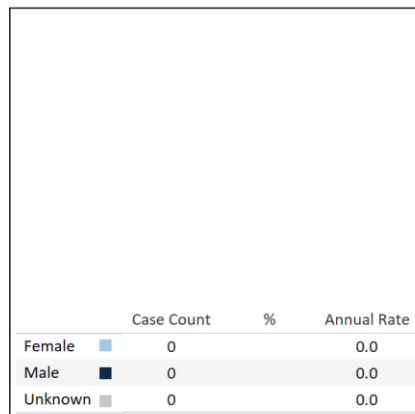 Case Count % Annual Rate
Female 0 0.0
Male 0 0.0
Unknown 0 0.0